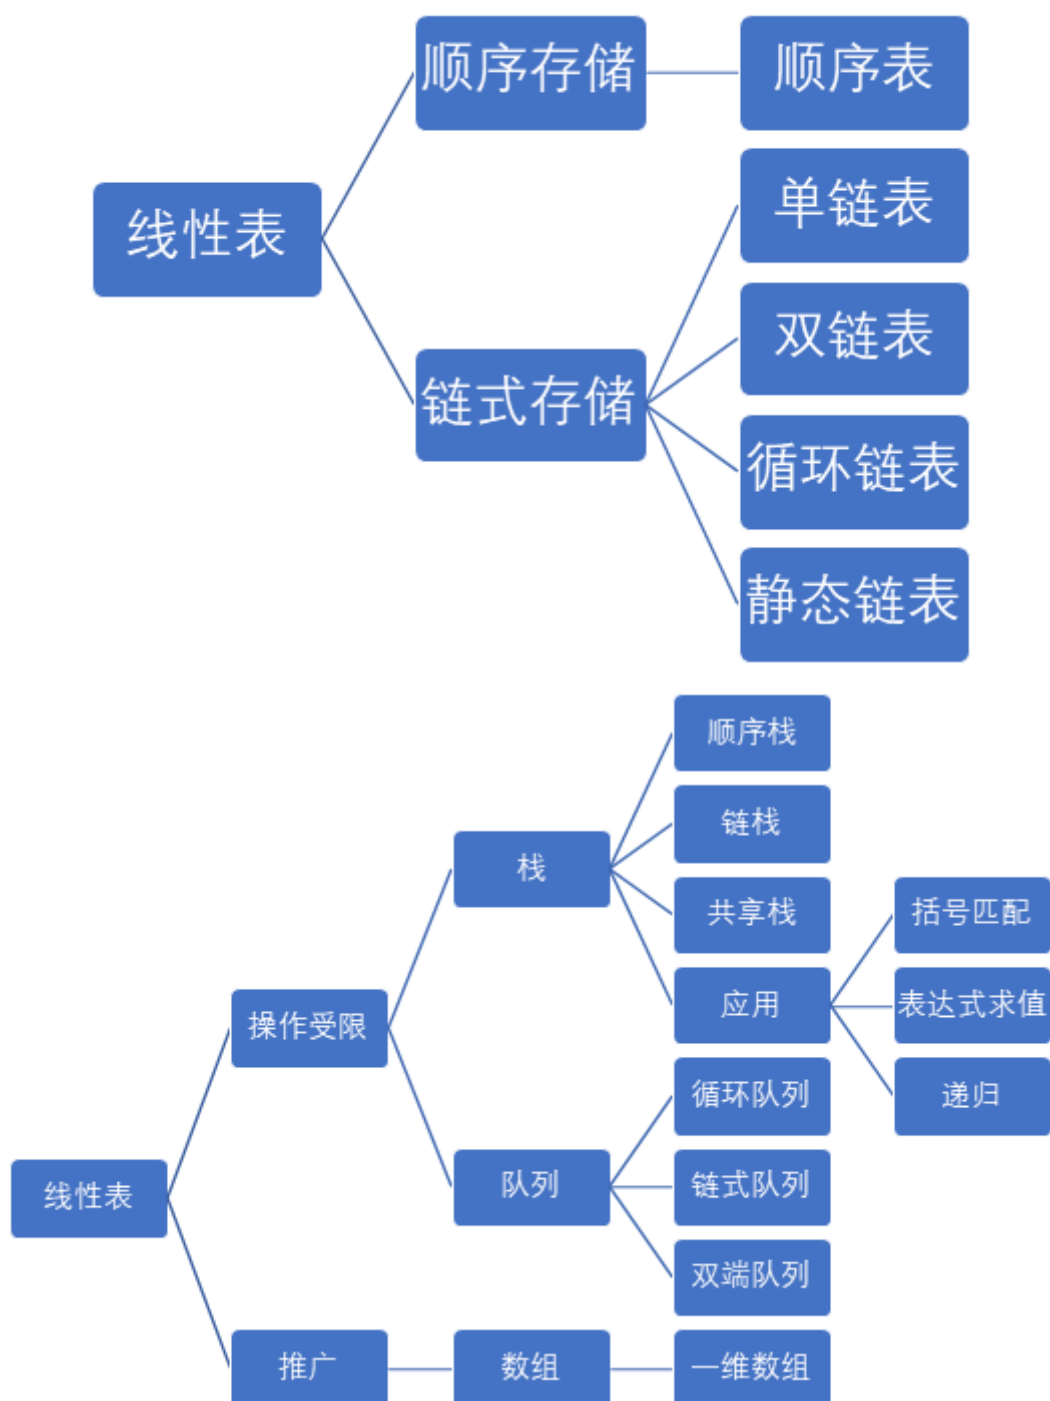 顺序存储
顺序表
线性表
单链表
双链表
链式存储
循环链表
静态链表
顺序栈
链栈
栈
共享栈
括号匹配
应用
表达式求值
操作受限
循环队列
递归
队列
链式队列
线性表
双端队列
推广
数组
一维数组